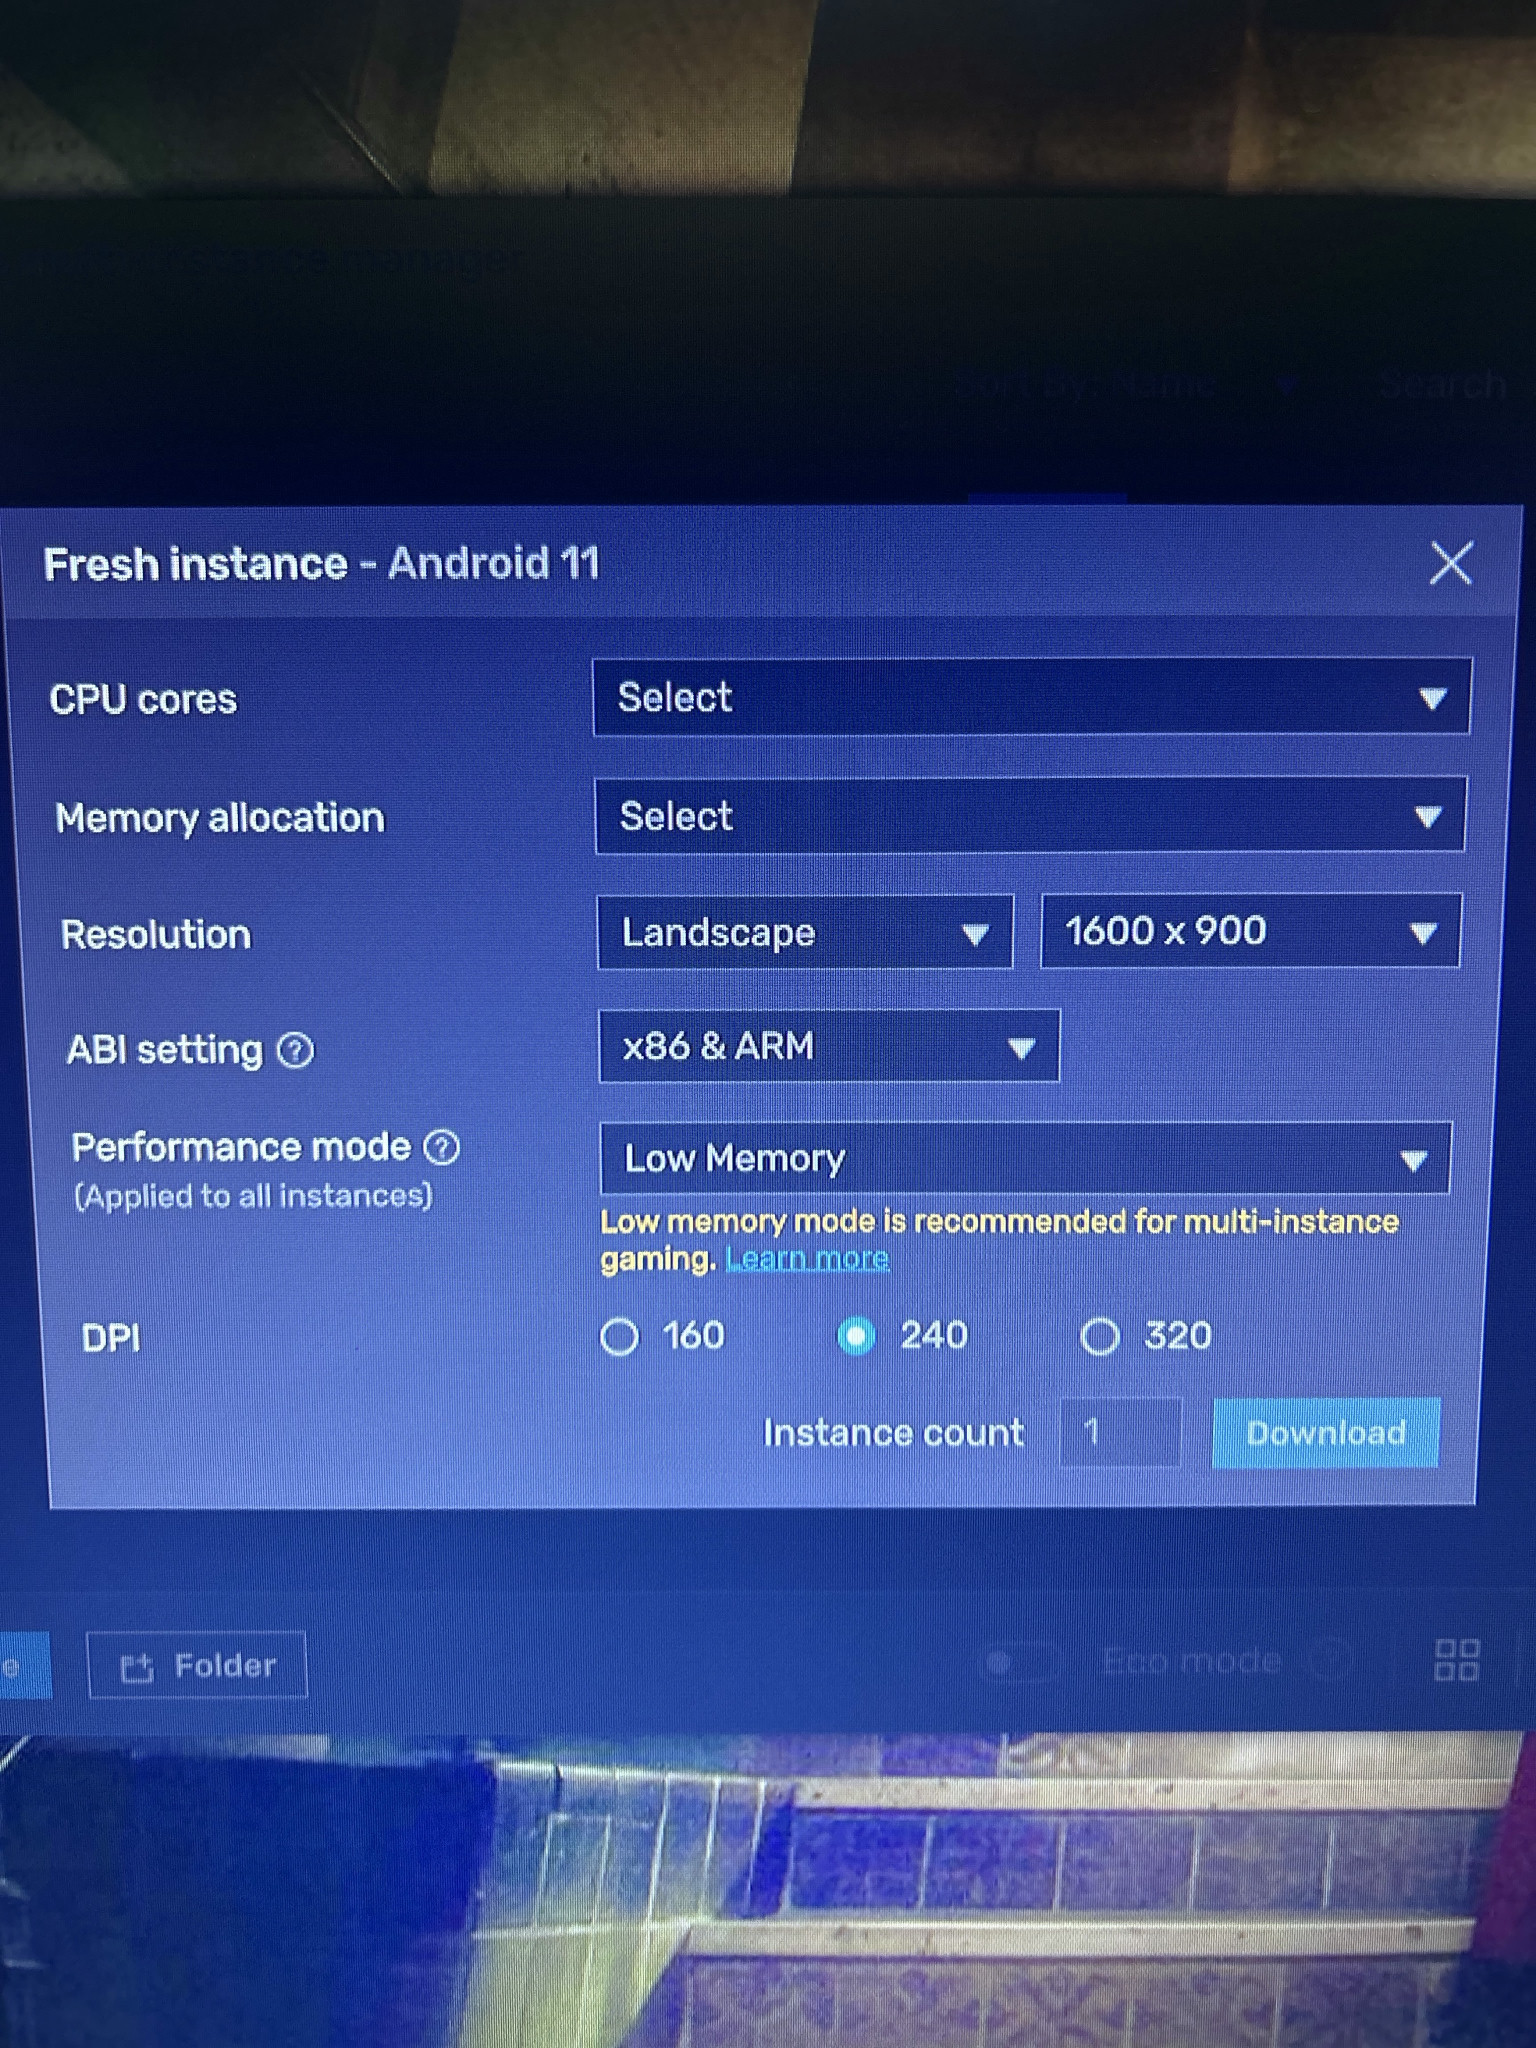 Instance manager
Sort By: Name
Search
Fresh instance - Android 11
CPU cores
Select
Memory allocation
Select
Resolution
Landscape
1600 x 900
ABI setting ?
x86 & ARM
Performance mode ?
(Applied to all instances)
Low Memory
Low memory mode is recommended for multi-instance
gaming. Learn more
DPI
160
240
320
Instance count
1
Download
e
Folder
Eco mode ?